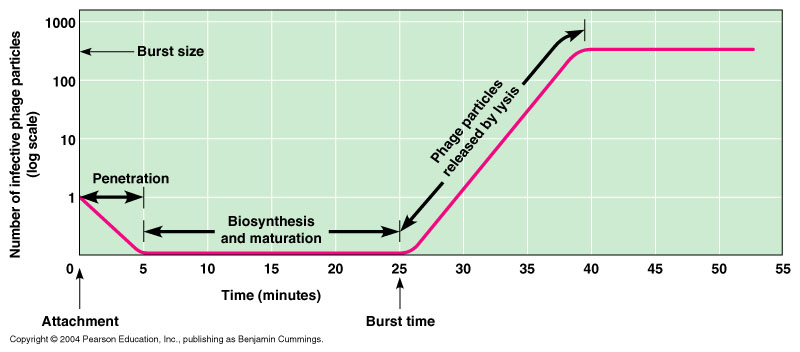 Number of infective phage particles
(log scale)
1000
Burst size
100
10
1
0
Penetration
Biosynthesis
and maturation
Phage particles
released by lysis
5 10 15 20 25 30 35 40 45 50 55
Time (minutes)
Attachment
Burst time
Copyright © 2004 Pearson Education, Inc., publishing as Benjamin Cummings.